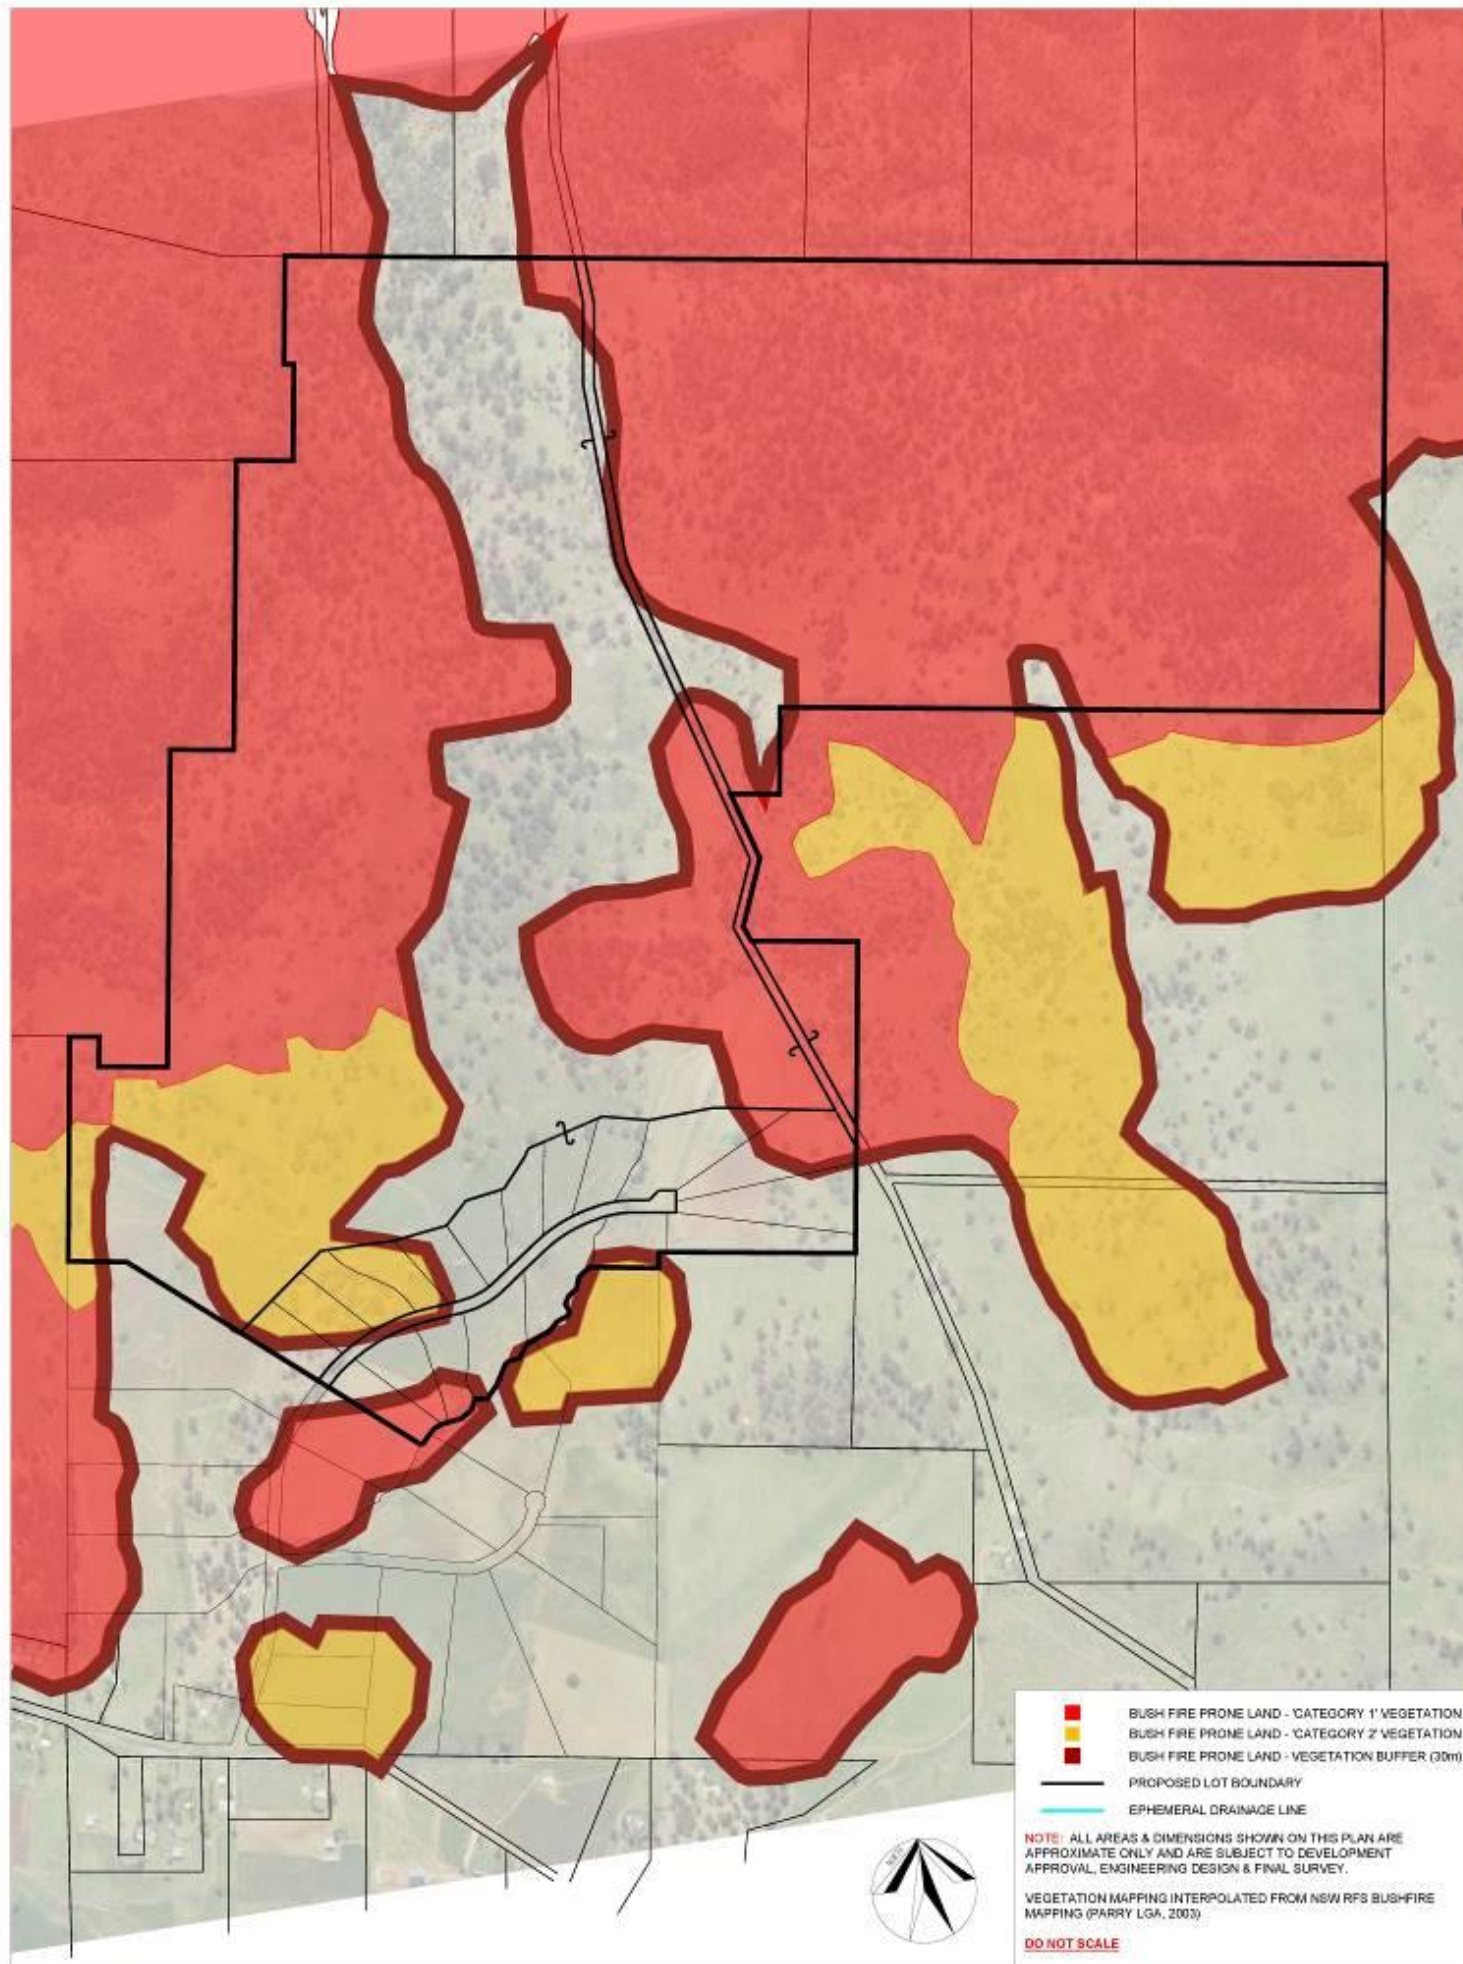 BUSH FIRE PRONE LAND - 'CATEGORY 1' VEGETATION
BUSH FIRE PRONE LAND - 'CATEGORY 2' VEGETATION
BUSH FIRE PRONE LAND - VEGETATION BUFFER (30m)
PROPOSED LOT BOUNDARY
EPHEMERAL DRAINAGE LINE
NOTE: ALL AREAS & DIMENSIONS SHOWN ON THIS PLAN ARE
APPROXIMATE ONLY AND ARE SUBJECT TO DEVELOPMENT
APPROVAL, ENGINEERING DESIGN & FINAL SURVEY.
VEGETATION MAPPING INTERPOLATED FROM NSW RFS BUSHFIRE
MAPPING (PARRY LGA, 2003)
DO NOT SCALE